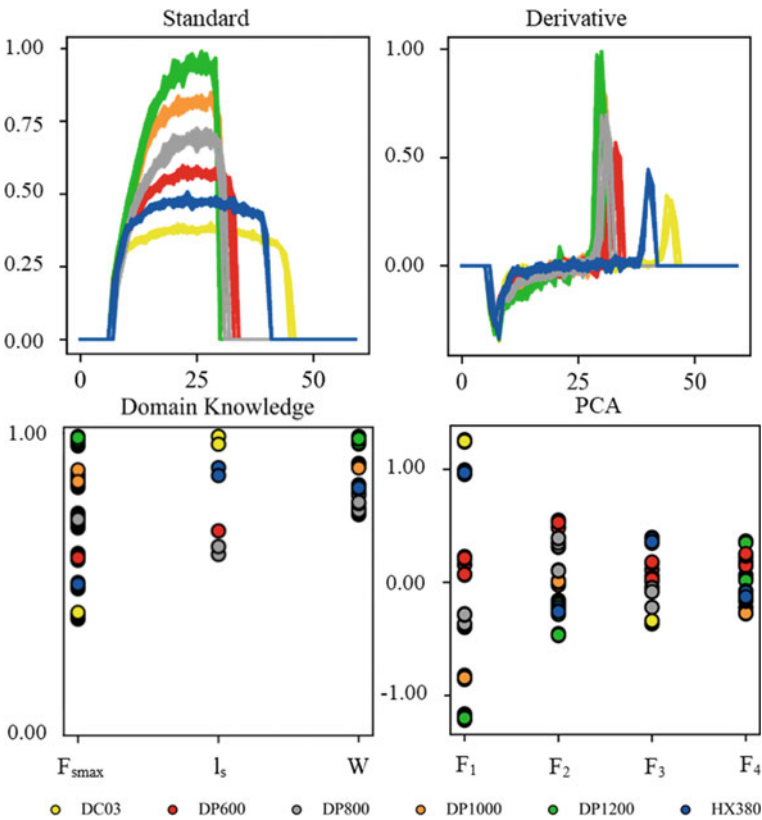 Standard Derivative
1.00 1.00
0.75
0.50 0.50
0.25
0.00 0.00
0 25 50 0 25 50
Domain Knowledge PCA
1.00
1.00
0.00
-1.00
0.00
Fsmax ls W F1 F2 F3 F4
DC03 DP600 DP800 DP1000 DP1200 HX380